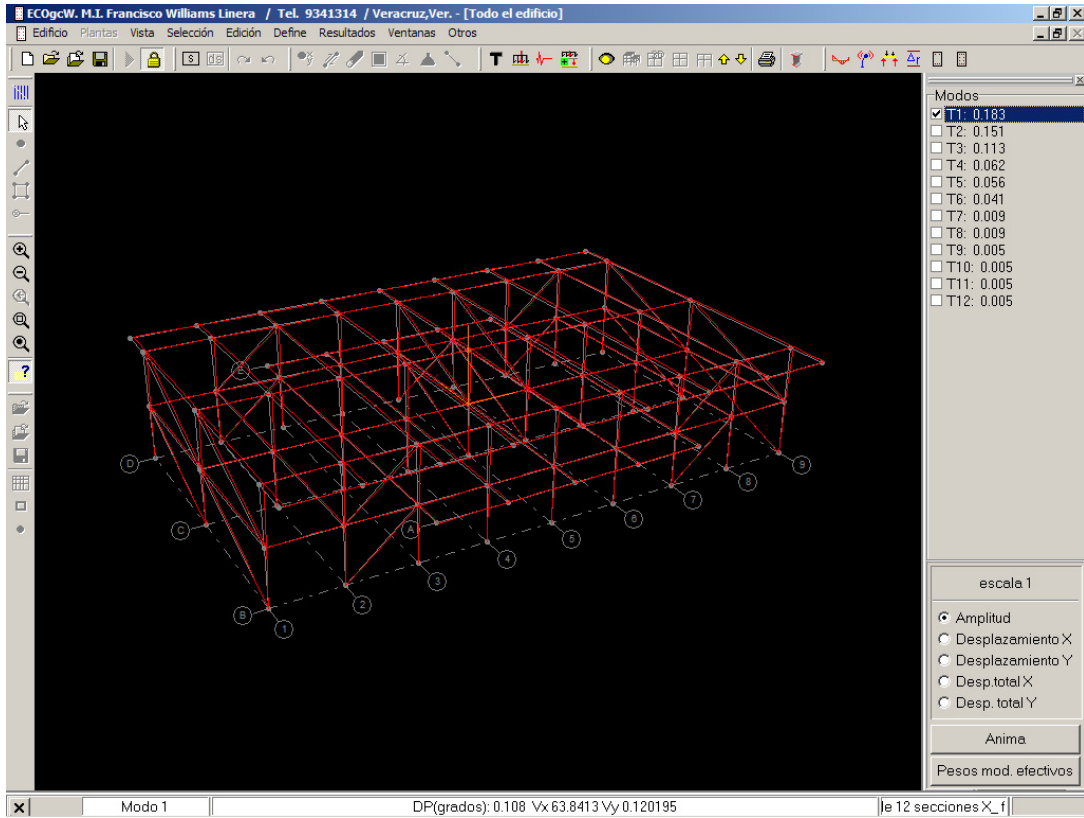 ECOgcW. M.I. Francisco Williams Linera / Tel. 9341314 / Veracruz,Ver. - [Todo el edificio]
Edificio Plantas Vista Selección Edición Define Resultados Ventanas Otros
S ds T
Modos
T1: 0.183
T2: 0.151
T3: 0.113
T4: 0.062
T5: 0.056
T6: 0.041
T7: 0.009
T8: 0.009
T9: 0.005
T10: 0.005
T11: 0.005
T12: 0.005
?
E
D
C
B
A
1
2
3
4
5
6
7
8
9
escala 1
Amplitud
Desplazamiento X
Desplazamiento Y
Desp.total X
Desp. total Y
Anima
Pesos mod. efectivos
X Modo 1 DP(grados): 0.108 Vx 63.8413 Vy 0.120195 le 12 secciones X_f